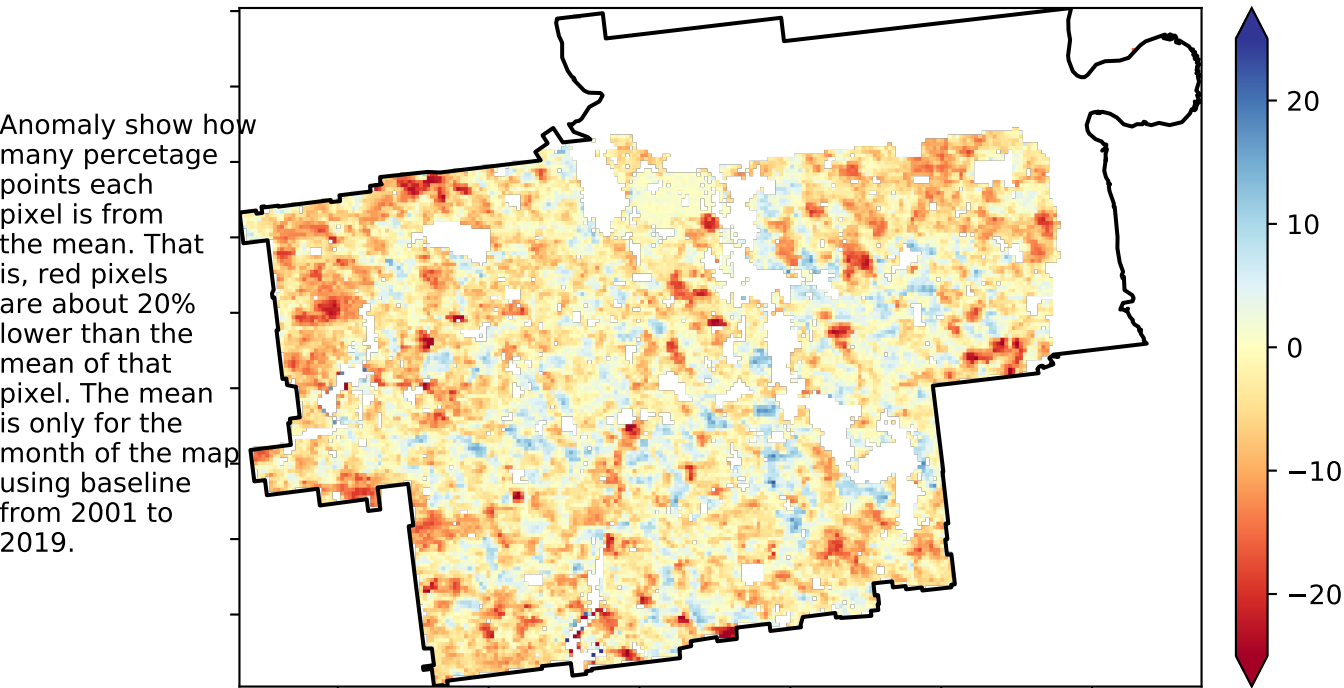 Anomaly show how
many percetage
points each
pixel is from
the mean. That
is, red pixels
are about 20%
lower than the
mean of that
pixel. The mean
is only for the
month of the map
using baseline
from 2001 to
2019.
20
10
0
−10
−20